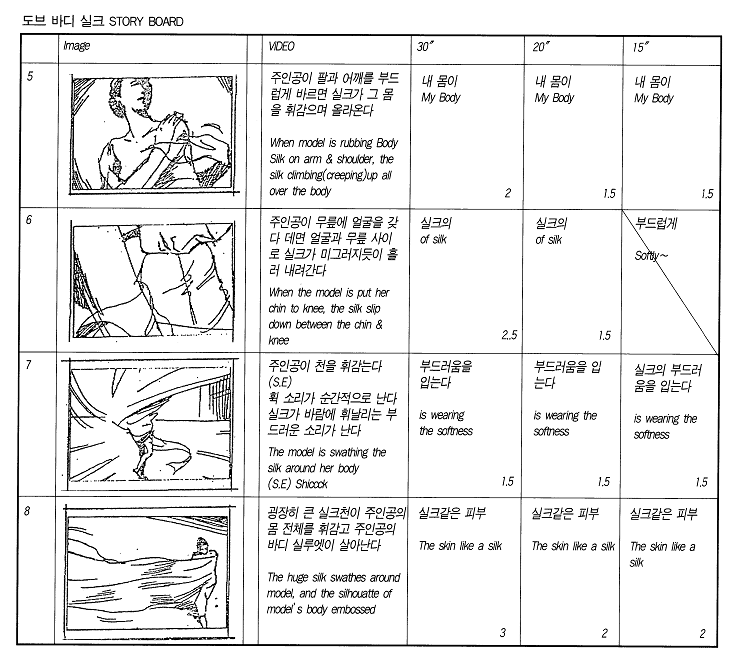 도브 바디 실크 STORY BOARD
Image
VIDEO
30"
20"
15"
5
주인공이 팔과 어깨를 부드
럽게 바르면 실크가 그 몸
을 휘감으며 올라온다
When model is rubbing Body
Silk on arm & shoulder, the
silk climbing(creeping)up all
over the body
내 몸이
My Body
2
내 몸이
My Body
1.5
내 몸이
My Body
1.5
6
주인공이 무릎에 얼굴을 갖
다 데면 얼굴과 무릎 사이
로 실크가 미그러지듯이 흘
러 내려간다
When the model is put her
chin to knee, the silk slip
down between the chin &
knee
실크의
of silk
2.5
실크의
of silk
1.5
부드럽게
Softly~
7
주인공이 천을 휘감는다
(S.E)
휙 소리가 순간적으로 난다
실크가 바람에 휘날리는 부
드러운 소리가 난다
The model is swathing the
silk around her body
(S.E) Shiccck
부드러움을
입는다
is wearing
the softness
1.5
부드러움을 입
는다
is wearing the
softness
1.5
실크의 부드러
움을 입는다
is wearing the
softness
1.5
8
굉장히 큰 실크천이 주인공의
몸 전체를 휘감고 주인공의
바디 실루엣이 살아난다
The huge silk swathes around
model, and the silhouatte of
model's body embossed
실크같은 피부
The skin like a silk
3
실크같은 피부
The skin like a silk
2
실크같은 피부
The skin like a
silk
2